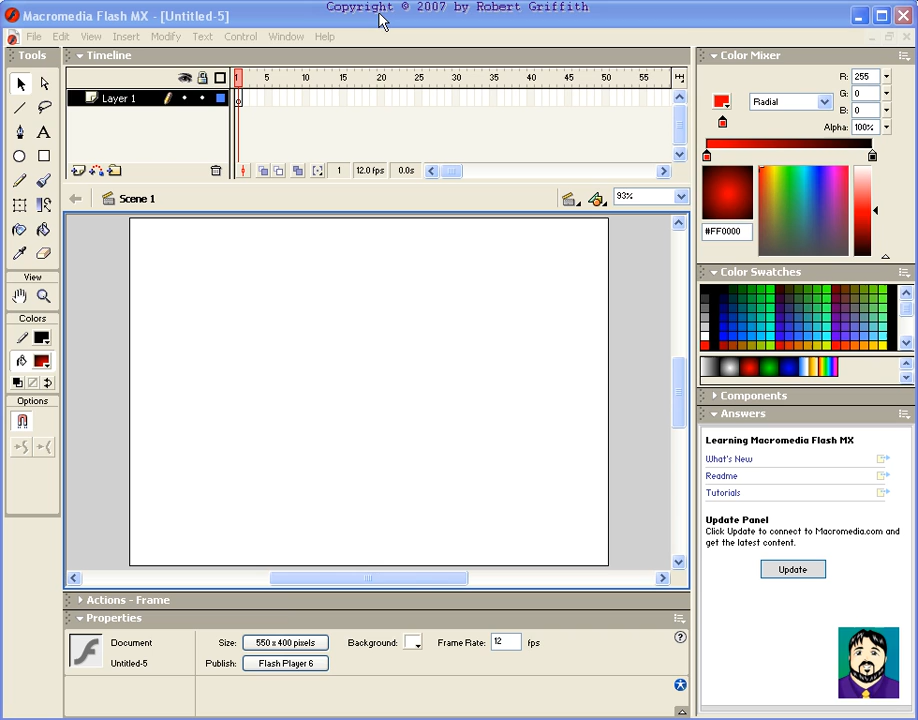 Copyright © 2007 by Robert Griffith
Macromedia Flash MX - [Untitled-5]
File Edit View Insert Modify Text Control Window Help
Tools
Timeline
1 5 10 15 20 25 30 35 40 45 50 55
Layer 1
1 12.0 fps 0.0s
Scene 1
93%
View
Colors
Options
Color Mixer
R: 255
Radial
G: 0
B: 0
Alpha: 100%
#FF0000
Color Swatches
Components
Answers
Learning Macromedia Flash MX
What's New
Readme
Tutorials
Update Panel
Click Update to connect to Macromedia.com and
get the latest content.
Update
Actions - Frame
Properties
Document
Size: 550 x 400 pixels
Background:
Frame Rate: 12 fps
Untitled-5
Publish: Flash Player 6